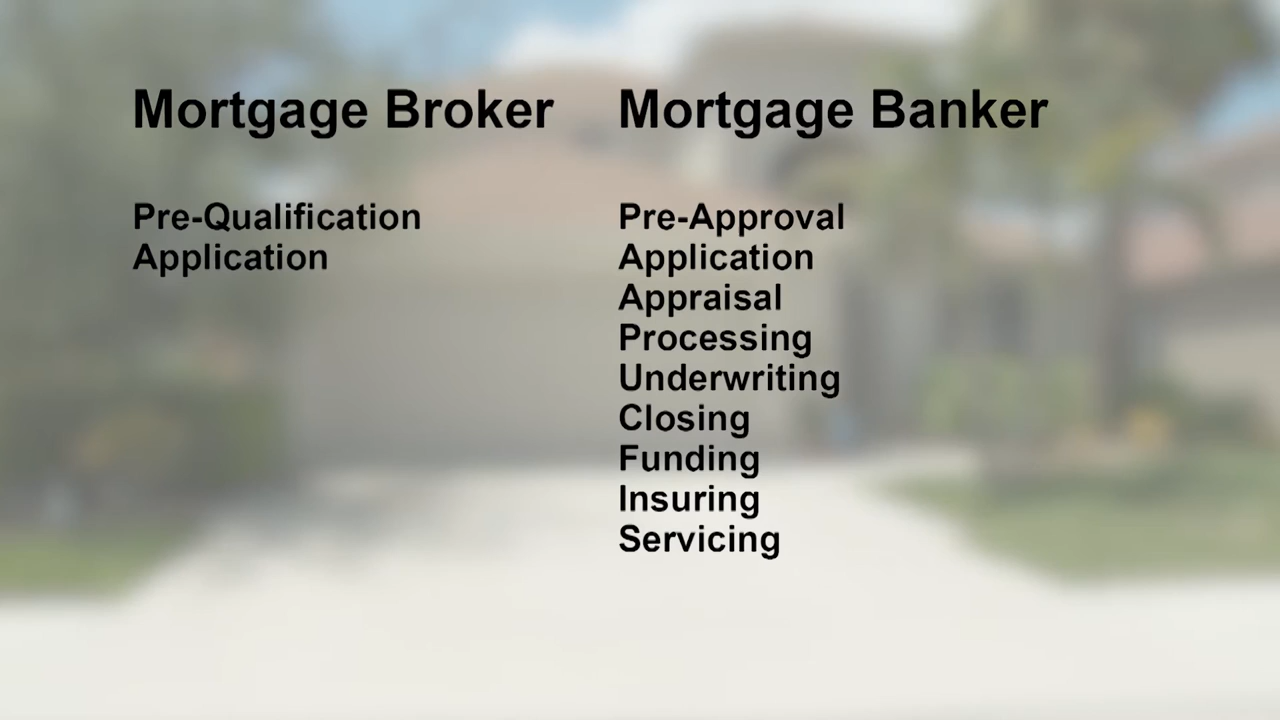 Mortgage Broker
Pre-Qualification
Application
Mortgage Banker
Pre-Approval
Application
Appraisal
Processing
Underwriting
Closing
Funding
Insuring
Servicing